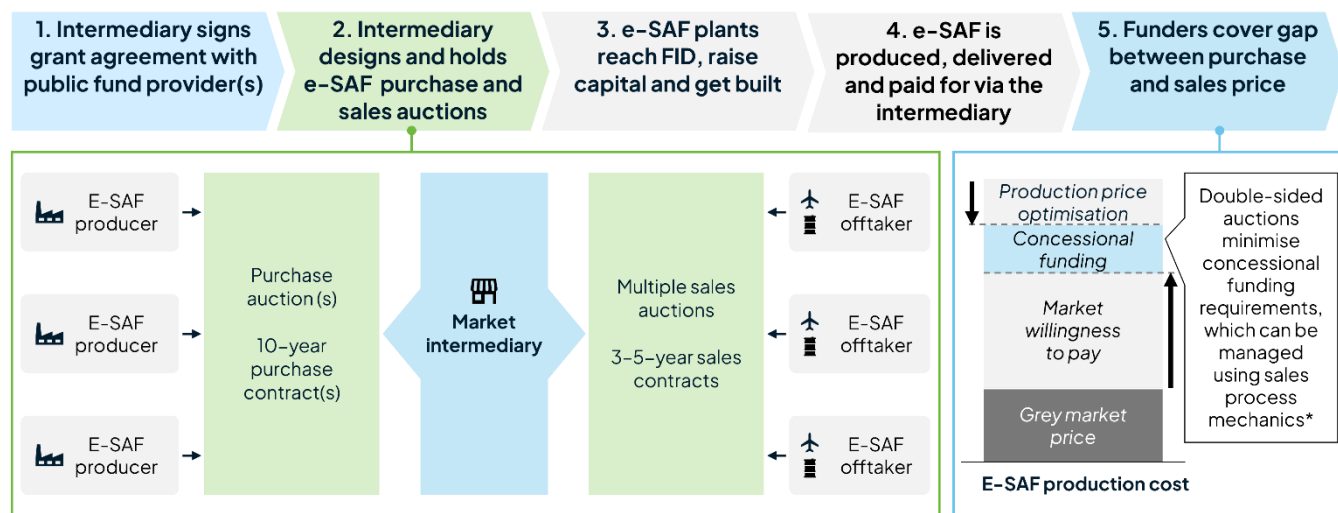 1. Intermediary signs
grant agreement with
public fund provider(s)
2. Intermediary
designs and holds
e-SAF purchase and
sales auctions
3. e-SAF plants
reach FID, raise
capital and get built
4. e-SAF is
produced, delivered
and paid for via the
intermediary
5. Funders cover gap
between purchase
and sales price
E-SAF
producer
E-SAF
producer
E-SAF
producer
Purchase
auction(s)
10-year
purchase
contract(s)
Market
intermediary
Multiple sales
auctions
3-5-year sales
contracts
E-SAF
offtaker
E-SAF
offtaker
E-SAF
offtaker
Production price
optimisation
Concessional
funding
Market
willingness
to pay
Grey market
price
E-SAF production cost
Double-sided
auctions
minimise
concessional
funding
requirements,
which can be
managed
using sales
process
mechanics*